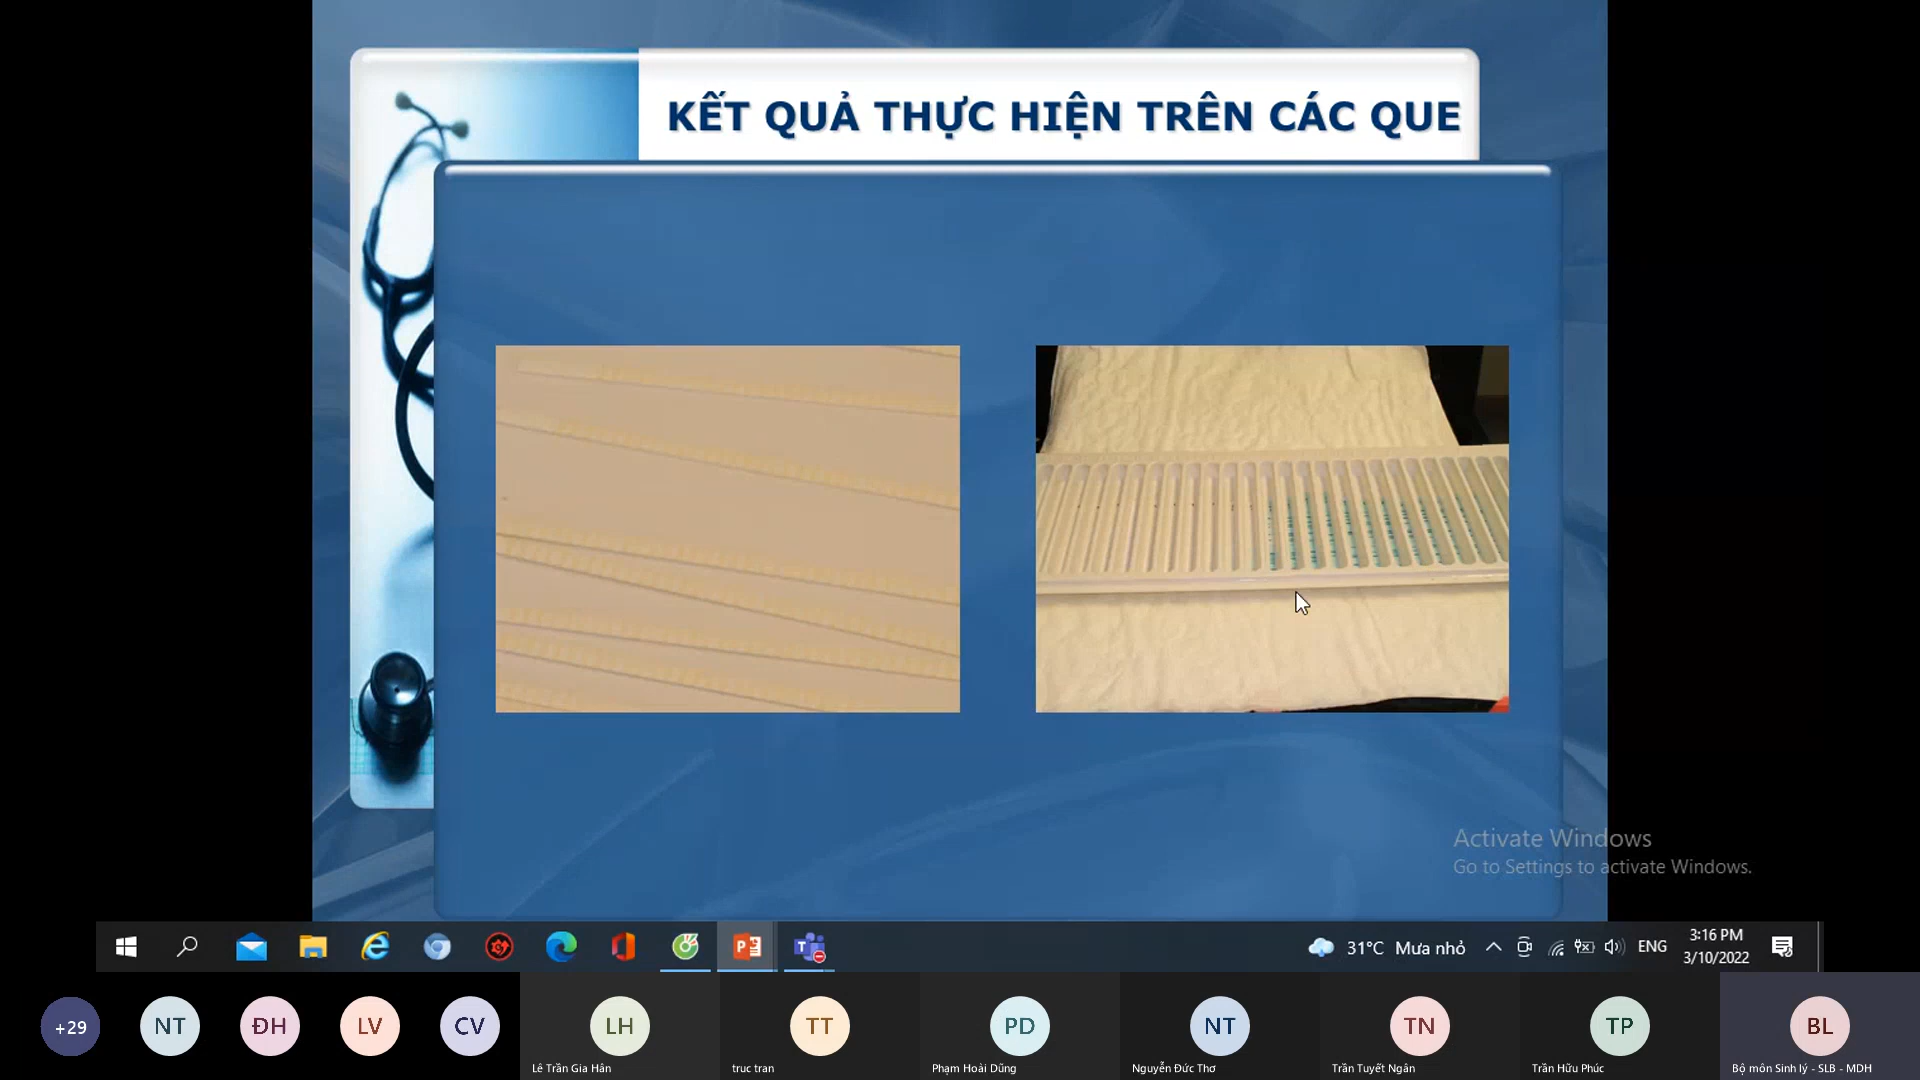 KẾT QUẢ THỰC HIỆN TRÊN CÁC QUE
Activate Windows
Go to Settings to activate Windows.
31°C Mưa nhỏ
ENG
3:16 PM
3/10/2022
+29
NT
ĐH
LV
CV
LH
TT
PD
NT
TN
TP
BL
Lê Trần Gia Hân
truc tran
Phạm Hoài Dũng
Nguyễn Đức Thơ
Trần Tuyết Ngân
Trần Hữu Phúc
Bộ môn Sinh lý - SLB - MDH